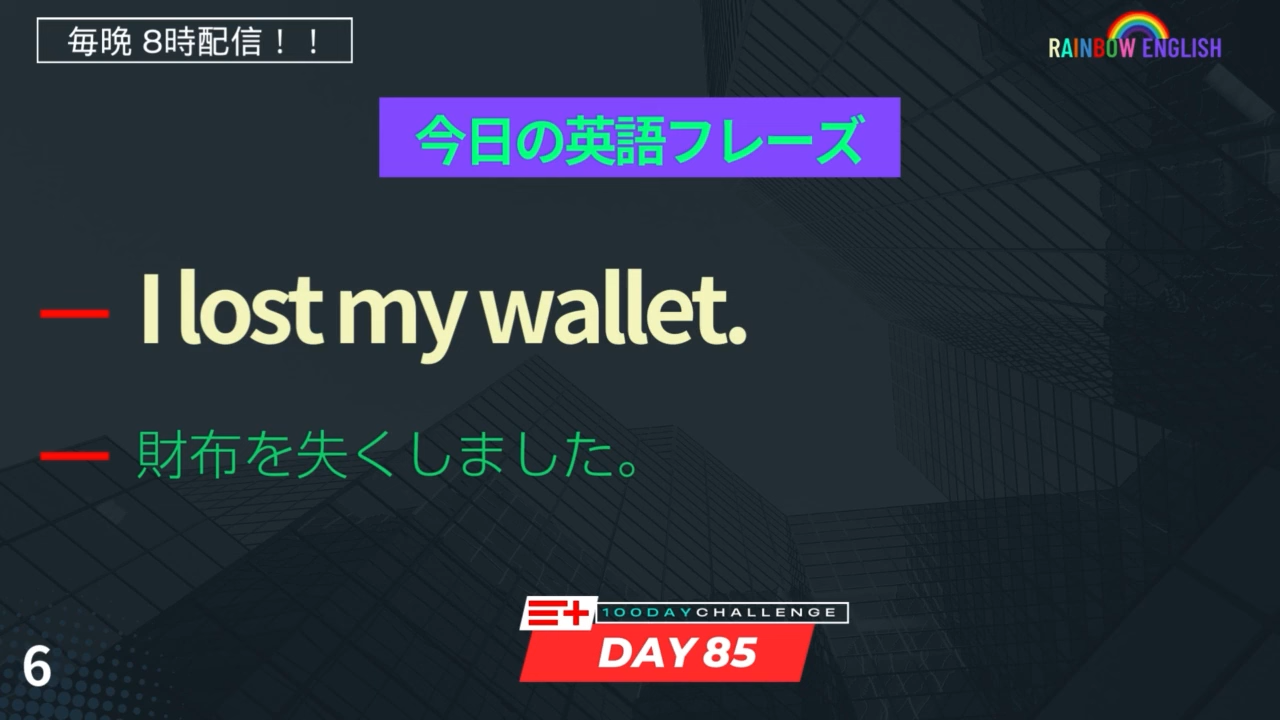 毎晩 8時配信！！
RAINBOW ENGLISH
今日の英語フレーズ
I lost my wallet.
財布を失くしました。
100DAYCHALLENGE
DAY 85
6